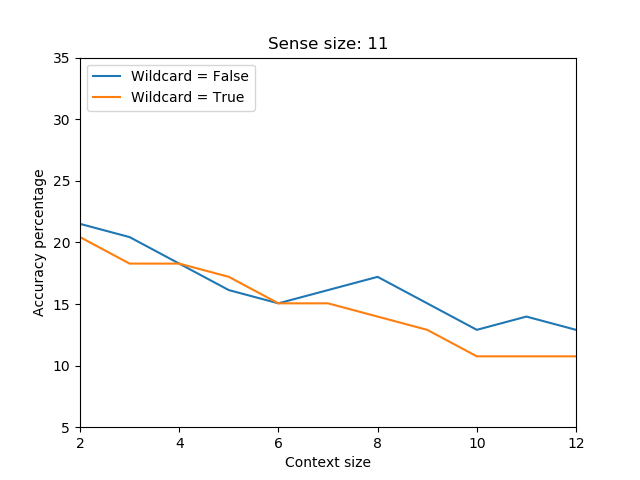 Sense size: 11
Wildcard = False
Wildcard = True
35
30
25
20
15
10
5
Accuracy percentage
2 4 6 8 10 12
Context size